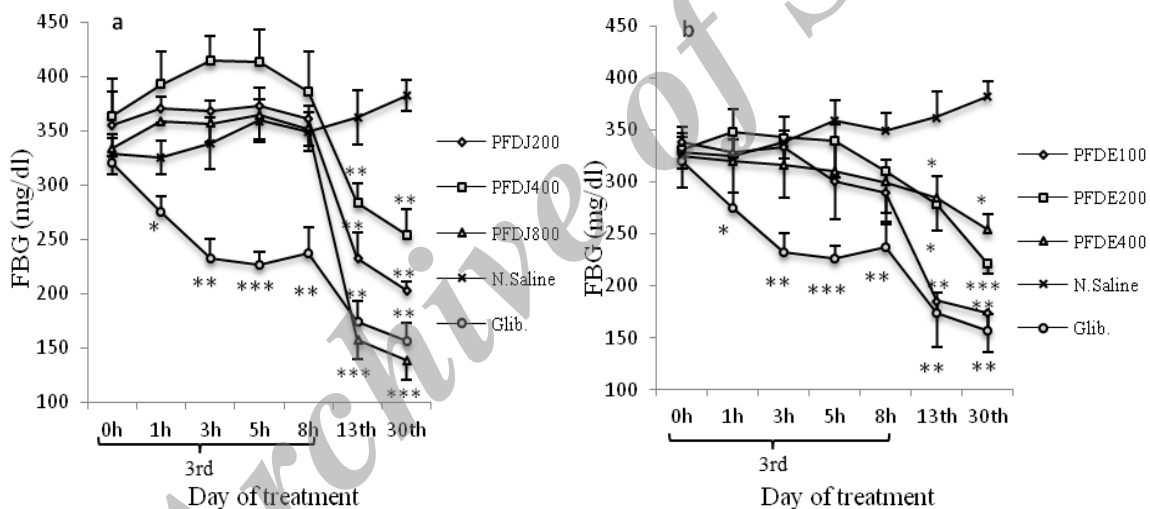 a
450
400
350
300
250
200
150
100
FBG (mg/dl)
*
**
***
**
**
**
**
**
**
**
***
***
0h 1h 3h 5h 8h 13th 30th
3rd
Day of treatment
PFDJ200
PFDJ400
PFDJ800
N.Saline
Glib.
b
450
400
350
300
250
200
150
100
FBG (mg/dl)
*
**
***
**
*
*
*
**
***
**
**
**
0h 1h 3h 5h 8h 13th 30th
3rd
Day of treatment
PFDE100
PFDE200
PFDE400
N.Saline
Glib.
Archive of S